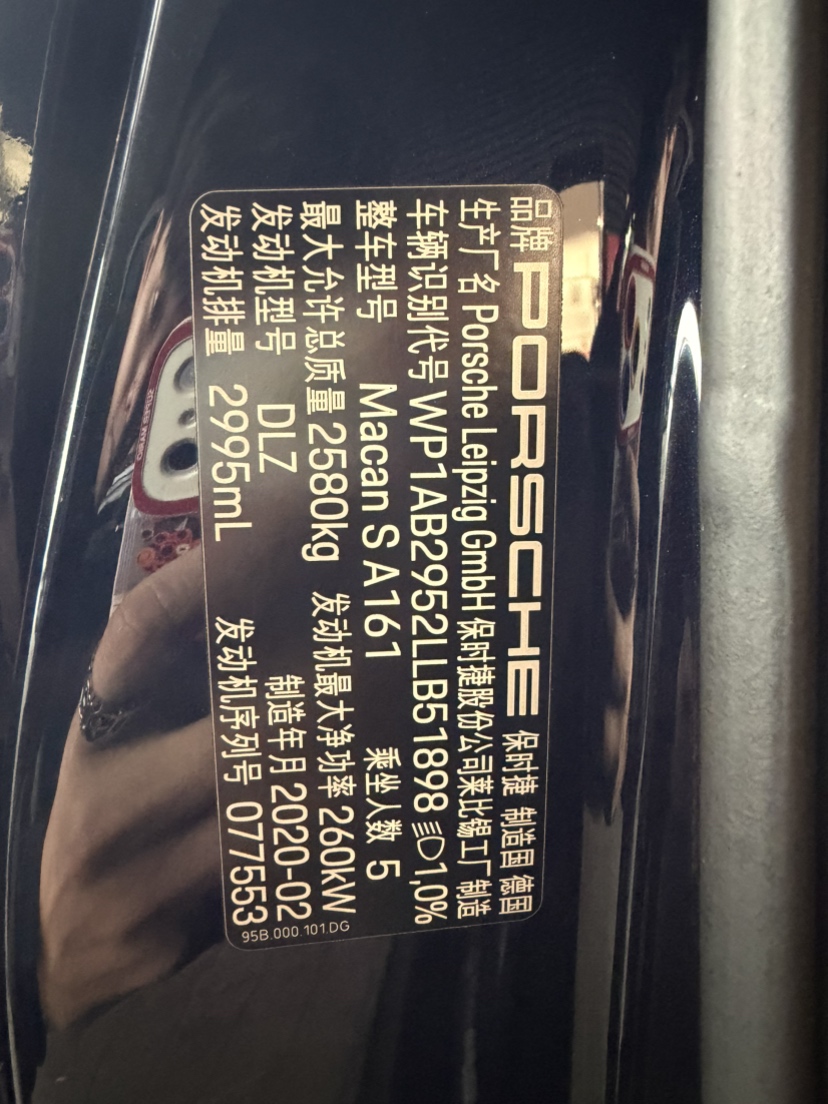 品牌 PORSCHE 保时捷 制造国 德国
生产厂名 Porsche Leipzig GmbH 保时捷股份公司莱比锡工厂 制造
车辆识别代号 WP1AB2952LLB51898 1,0%
整车型号 Macan S A161 乘坐人数 5
最大允许总质量 2580kg 发动机最大净功率 260kW
发动机型号 DLZ 制造年月 2020-02
发动机排量 2995mL 发动机序列号 077553
95B.000.101.DG